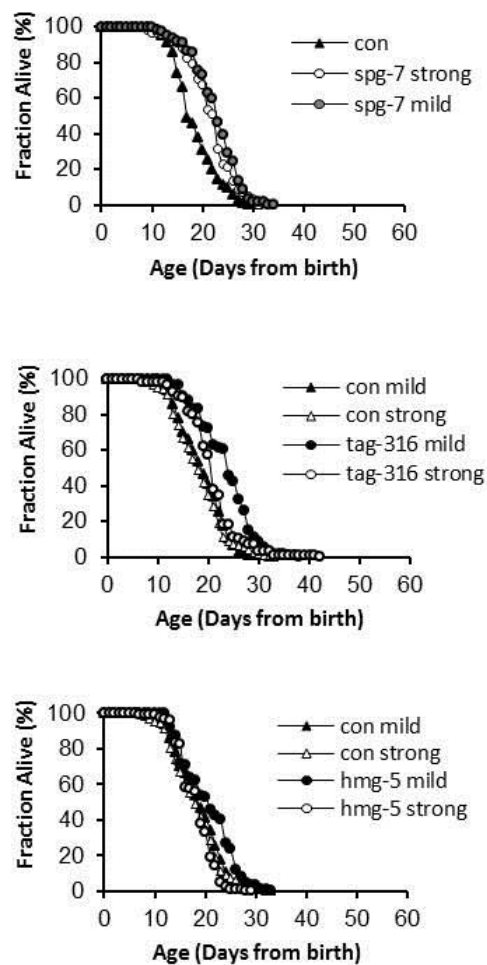 Fraction Alive (%)
100
80
60
40
20
0
con
spg-7 strong
spg-7 mild
0 10 20 30 40 50 60
Age (Days from birth)
Fraction Alive (%)
100
80
60
40
20
0
con mild
con strong
tag-316 mild
tag-316 strong
0 10 20 30 40 50 60
Age (Days from birth)
Fraction Alive (%)
100
80
60
40
20
0
con mild
con strong
hmg-5 mild
hmg-5 strong
0 10 20 30 40 50 60
Age (Days from birth)